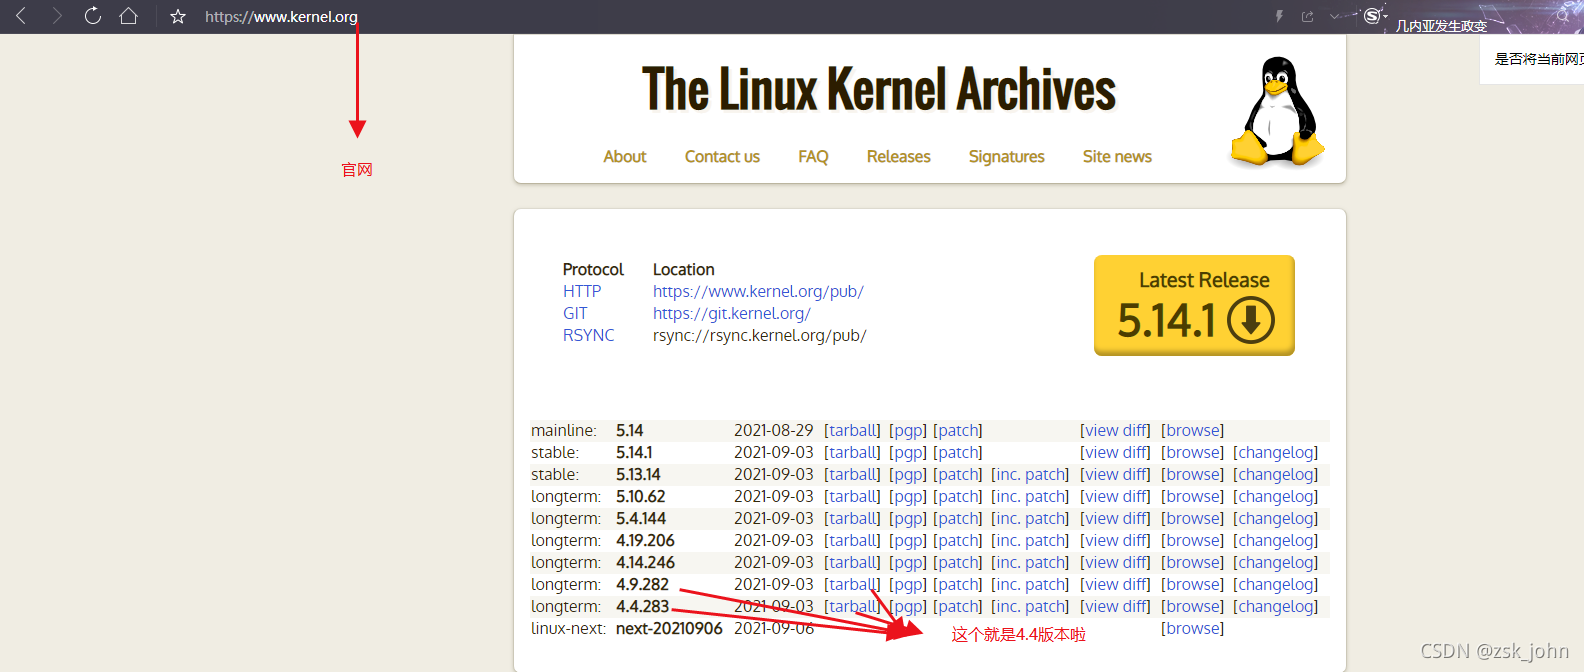 https://www.kernel.org
几内亚发生政变
是否将当前网页
官网
The Linux Kernel Archives
About Contact us FAQ Releases Signatures Site news
Protocol Location
HTTP https://www.kernel.org/pub/
GIT https://git.kernel.org/
RSYNC rsync://rsync.kernel.org/pub/
Latest Release
5.14.1
mainline: 5.14 2021-08-29 [tarball] [pgp] [patch] [view diff] [browse]
stable: 5.14.1 2021-09-03 [tarball] [pgp] [patch] [view diff] [browse] [changelog]
stable: 5.13.14 2021-09-03 [tarball] [pgp] [patch] [inc. patch] [view diff] [browse] [changelog]
longterm: 5.10.62 2021-09-03 [tarball] [pgp] [patch] [inc. patch] [view diff] [browse] [changelog]
longterm: 5.4.144 2021-09-03 [tarball] [pgp] [patch] [inc. patch] [view diff] [browse] [changelog]
longterm: 4.19.206 2021-09-03 [tarball] [pgp] [patch] [inc. patch] [view diff] [browse] [changelog]
longterm: 4.14.246 2021-09-03 [tarball] [pgp] [patch] [inc. patch] [view diff] [browse] [changelog]
longterm: 4.9.282 2021-09-03 [tarball] [pgp] [patch] [inc. patch] [view diff] [browse] [changelog]
longterm: 4.4.283 2021-09-03 [tarball] [pgp] [patch] [inc. patch] [view diff] [browse] [changelog]
linux-next: next-20210906 2021-09-06 [browse]
这个就是4.4版本啦
CSDN @zsk_john